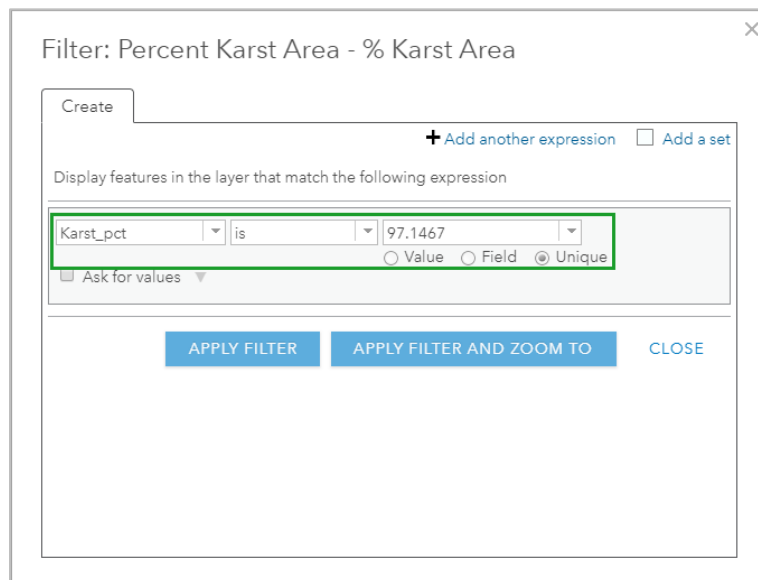 Filter: Percent Karst Area - % Karst Area
Create
+ Add another expression Add a set
Display features in the layer that match the following expression
Karst_pct is 97.1467
Value Field Unique
Ask for values
APPLY FILTER APPLY FILTER AND ZOOM TO CLOSE